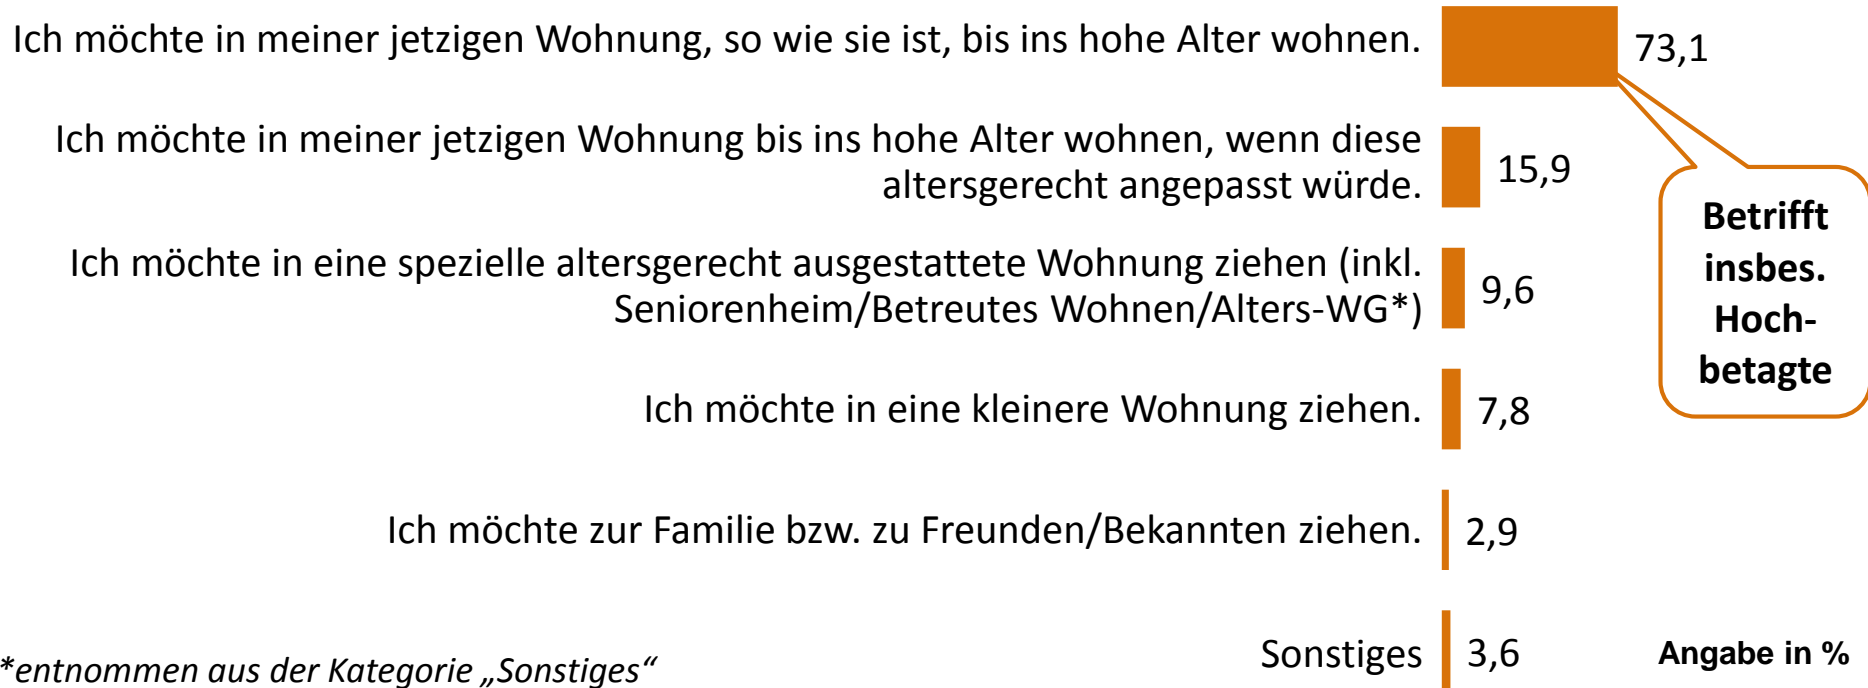 Ich möchte in meiner jetzigen Wohnung, so wie sie ist, bis ins hohe Alter wohnen.
73,1
Ich möchte in meiner jetzigen Wohnung bis ins hohe Alter wohnen, wenn diese
altersgerecht angepasst würde.
15,9
Ich möchte in eine spezielle altersgerecht ausgestattete Wohnung ziehen (inkl.
Seniorenheim/Betreutes Wohnen/Alters-WG*)
9,6
Ich möchte in eine kleinere Wohnung ziehen.
7,8
Ich möchte zur Familie bzw. zu Freunden/Bekannten ziehen.
2,9
Sonstiges
3,6
Betrifft
insbes.
Hoch-
betagte
Angabe in %
*entnommen aus der Kategorie „Sonstiges“